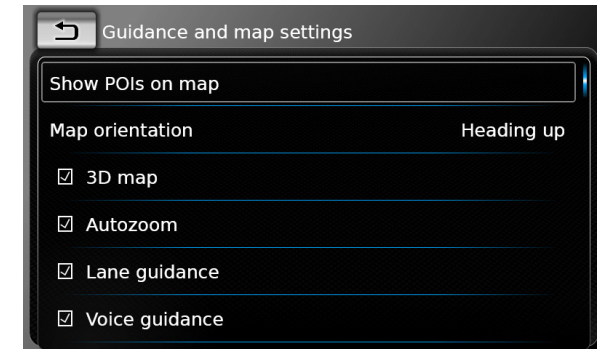 Guidance and map settings
Show POIs on map
Map orientation Heading up
3D map
Autozoom
Lane guidance
Voice guidance